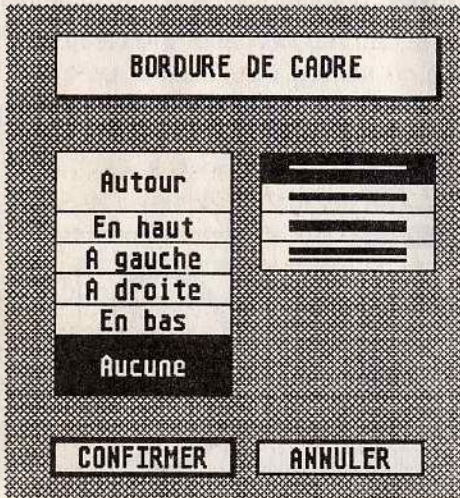 BORDURE DE CADRE
Autour
En haut
A gauche
A droite
En bas
Aucune
CONFIRMER
ANNULER